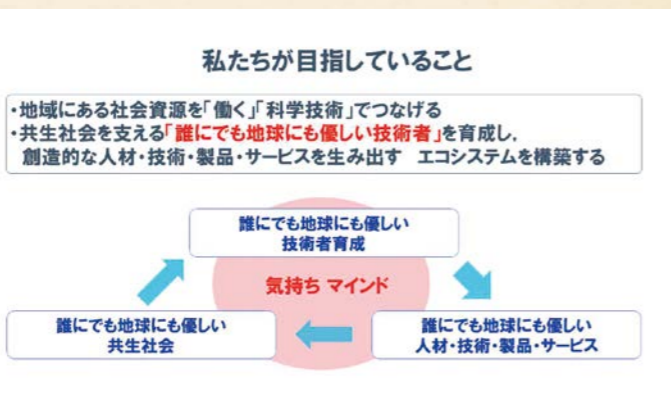 私たちが目指していること
・地域にある社会資源を「働く」「科学技術」でつなげる
・共生社会を支える「誰にでも地球にも優しい技術者」を育成し,
創造的な人材・技術・製品・サービスを生み出す　エコシステムを構築する
誰にでも地球にも優しい
技術者育成
気持ち マインド
誰にでも地球にも優しい
共生社会
誰にでも地球にも優しい
人材・技術・製品・サービス